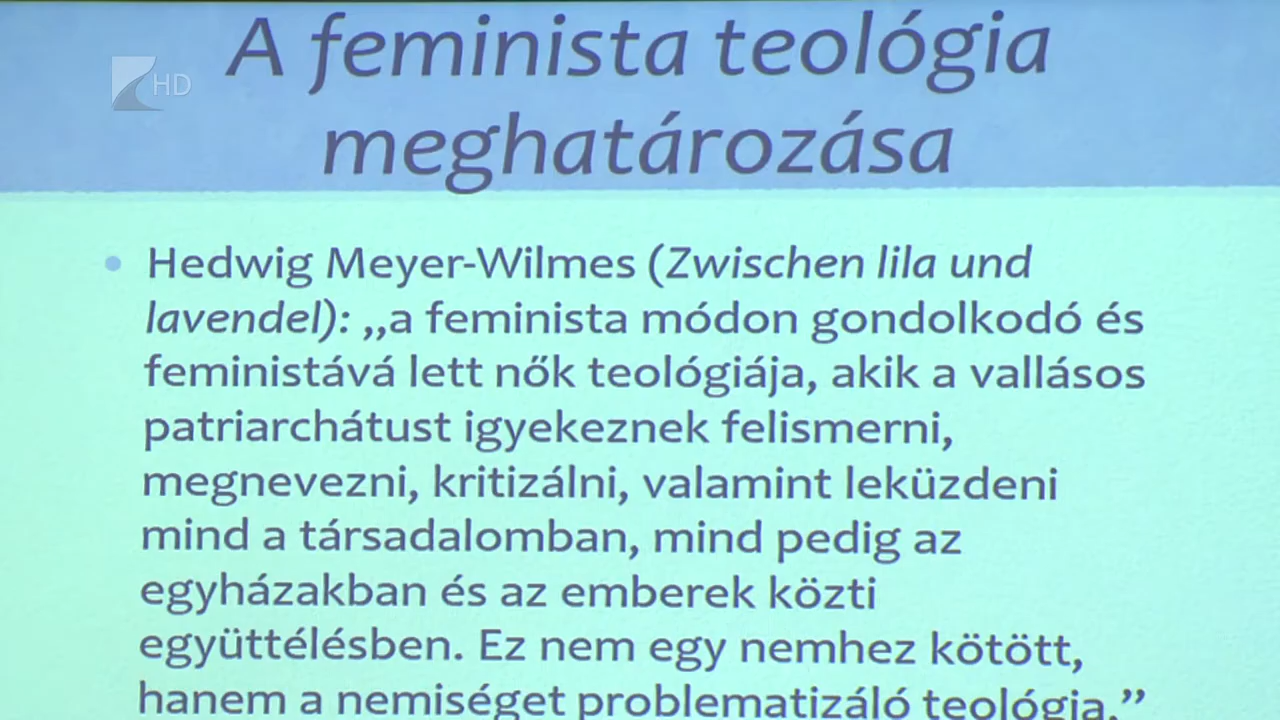 A feminista teológia
meghatározása
HD
• Hedwig Meyer-Wilmes (Zwischen lila und
lavendel): „a feminista módon gondolkodó és
feministává lett nők teológiája, akik a vallásos
patriarchátust igyekeznek felismerni,
megnevezni, kritizálni, valamint leküzdeni
mind a társadalomban, mind pedig az
egyházakban és az emberek közti
együttélésben. Ez nem egy nemhez kötött,
hanem a nemiséget problematizáló teológia.”